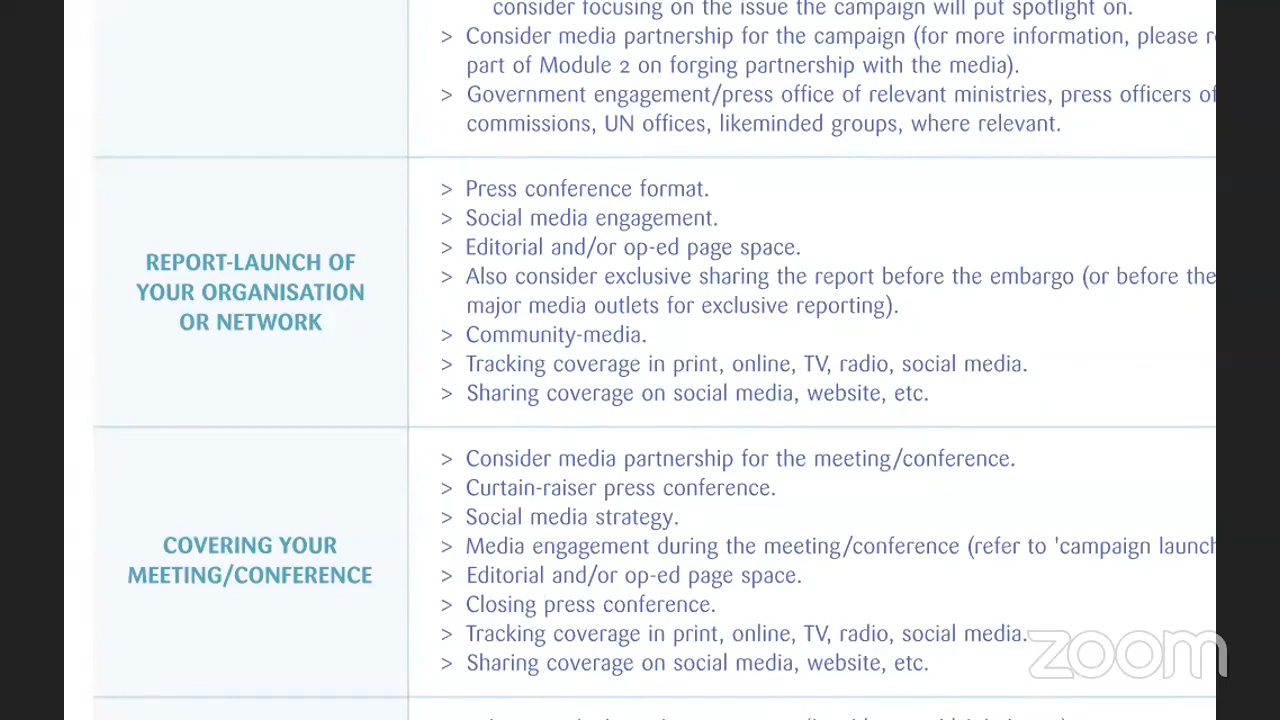 consider focusing on the issue the campaign will put spotlight on.
> Consider media partnership for the campaign (for more information, please
part of Module 2 on forging partnership with the media).
> Government engagement/press office of relevant ministries, press officers of
commissions, UN offices, likeminded groups, where relevant.
REPORT-LAUNCH OF
YOUR ORGANISATION
OR NETWORK
> Press conference format.
> Social media engagement.
> Editorial and/or op-ed page space.
> Also consider exclusive sharing the report before the embargo (or before the
major media outlets for exclusive reporting).
> Community-media.
> Tracking coverage in print, online, TV, radio, social media.
> Sharing coverage on social media, website, etc.
COVERING YOUR
MEETING/CONFERENCE
> Consider media partnership for the meeting/conference.
> Curtain-raiser press conference.
> Social media strategy.
> Media engagement during the meeting/conference (refer to 'campaign launch
> Editorial and/or op-ed page space.
> Closing press conference.
> Tracking coverage in print, online, TV, radio, social media.
> Sharing coverage on social media, website, etc.
zoom